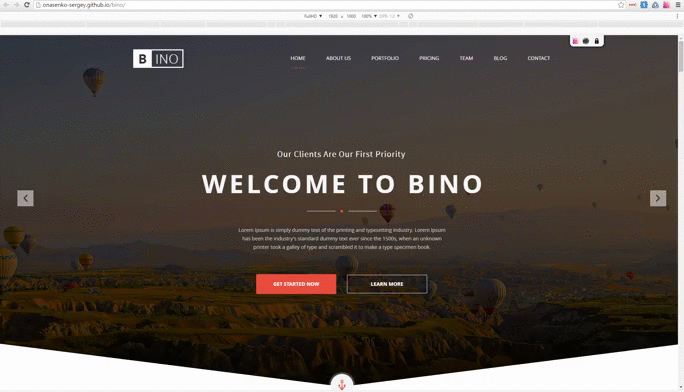 onasenko-sergey.github.io/bino/
FullHD ▼ 1920 × 1080 100% ▼
B INO
HOME ABOUT US PORTFOLIO PRICING TEAM BLOG CONTACT
Our Clients Are Our First Priority
WELCOME TO BINO
Lorem Ipsum is simply dummy text of the printing and typesetting industry. Lorem Ipsum
has been the industry's standard dummy text ever since the 1500s, when an unknown
printer took a galley of type and scrambled it to make a type specimen book.
GET STARTED NOW LEARN MORE